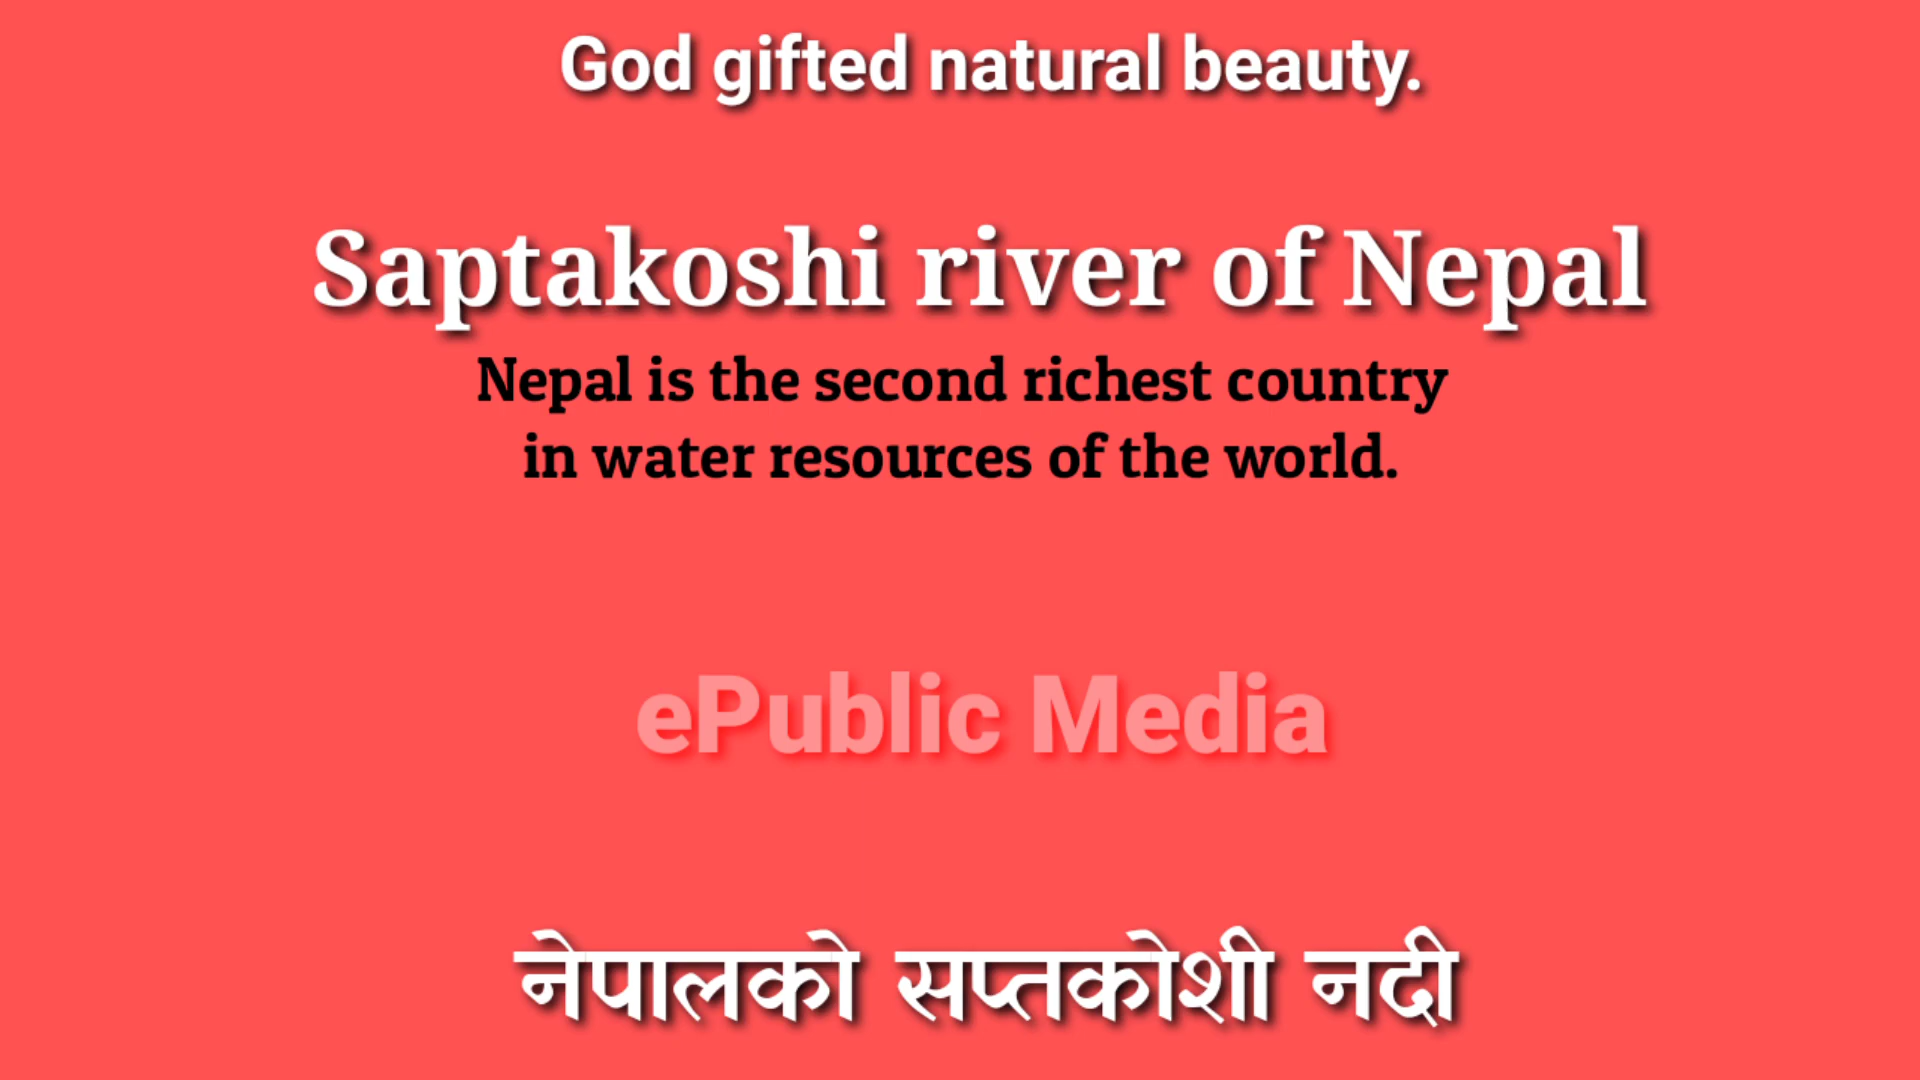 God gifted natural beauty.
Saptakoshi river of Nepal
Nepal is the second richest country
in water resources of the world.
ePublic Media
नेपालको सप्तकोशी नदी